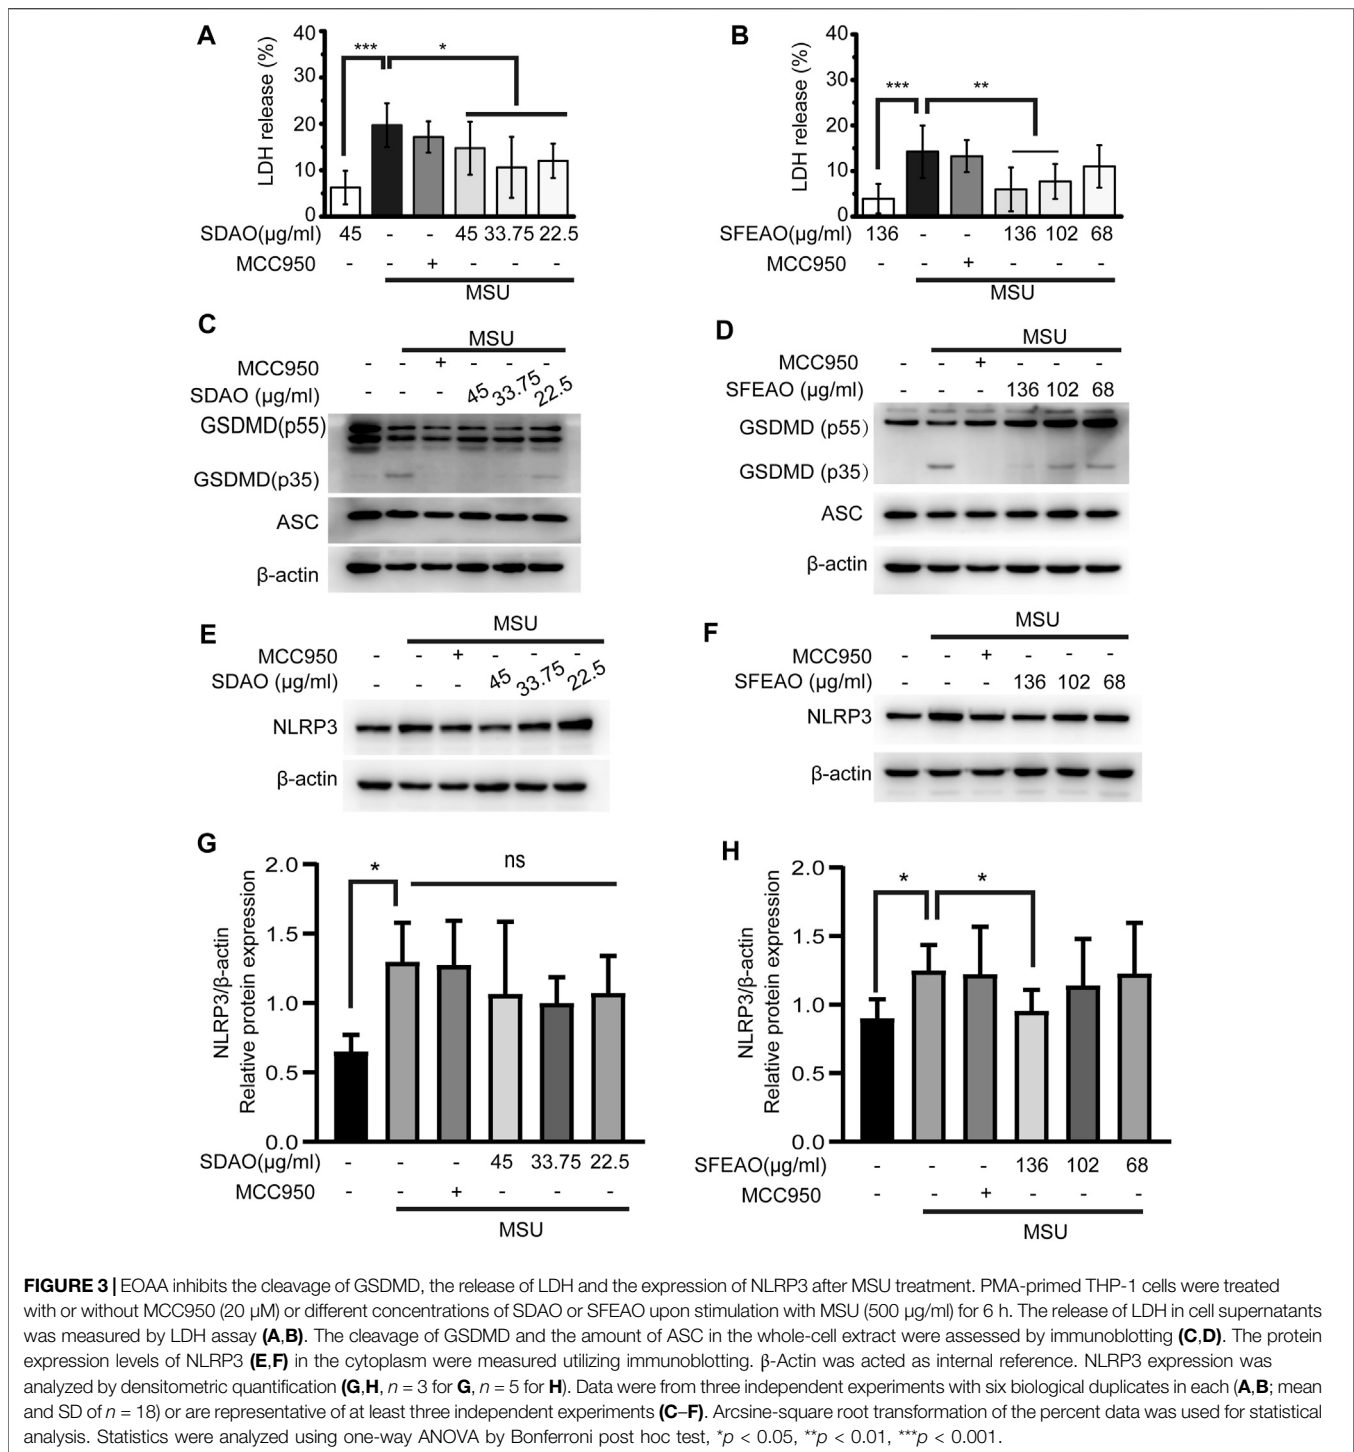 A
LDH release (%)
40
30
20
10
0
***
*
SDAO(μg/ml) 45 - - 45 33.75 22.5
MCC950 - - + - - -
MSU
B
LDH release (%)
40
30
20
10
0
***
**
SFEAO(μg/ml) 136 - - 136 102 68
MCC950 - - + - - -
MSU
C
MSU
MCC950 - - + - - -
SDAO (μg/ml) - - - 45 33.75 22.5
GSDMD(p55)
GSDMD(p35)
ASC
β-actin
D
MSU
MCC950 - - + - - -
SFEAO (μg/ml) - - - 136 102 68
GSDMD (p55)
GSDMD (p35)
ASC
β-actin
E
MSU
MCC950 - - + - - -
SDAO (μg/ml) - - - 45 33.75 22.5
NLRP3
β-actin
F
MSU
MCC950 - - + - - -
SFEAO (μg/ml) - - - 136 102 68
NLRP3
β-actin
G
NLRP3/β-actin
Relative protein expression
2.0
1.5
1.0
0.5
0.0
*
ns
SDAO(μg/ml) - - - 45 33.75 22.5
MCC950 - - + - - -
MSU
H
NLRP3/β-actin
Relative protein expression
2.0
1.5
1.0
0.5
0.0
*
*
SFEAO(μg/ml) - - - 136 102 68
MCC950 - - + - - -
MSU
FIGURE 3 | EOAA inhibits the cleavage of GSDMD, the release of LDH and the expression of NLRP3 after MSU treatment. PMA-primed THP-1 cells were treated
with or without MCC950 (20 μM) or different concentrations of SDAO or SFEAO upon stimulation with MSU (500 μg/ml) for 6 h. The release of LDH in cell supernatants
was measured by LDH assay (A,B). The cleavage of GSDMD and the amount of ASC in the whole-cell extract were assessed by immunoblotting (C,D). The protein
expression levels of NLRP3 (E,F) in the cytoplasm were measured utilizing immunoblotting. β-Actin was acted as internal reference. NLRP3 expression was
analyzed by densitometric quantification (G,H, n = 3 for G, n = 5 for H). Data were from three independent experiments with six biological duplicates in each (A,B; mean
and SD of n = 18) or are representative of at least three independent experiments (C–F). Arcsine-square root transformation of the percent data was used for statistical
analysis. Statistics were analyzed using one-way ANOVA by Bonferroni post hoc test, *p < 0.05, **p < 0.01, ***p < 0.001.